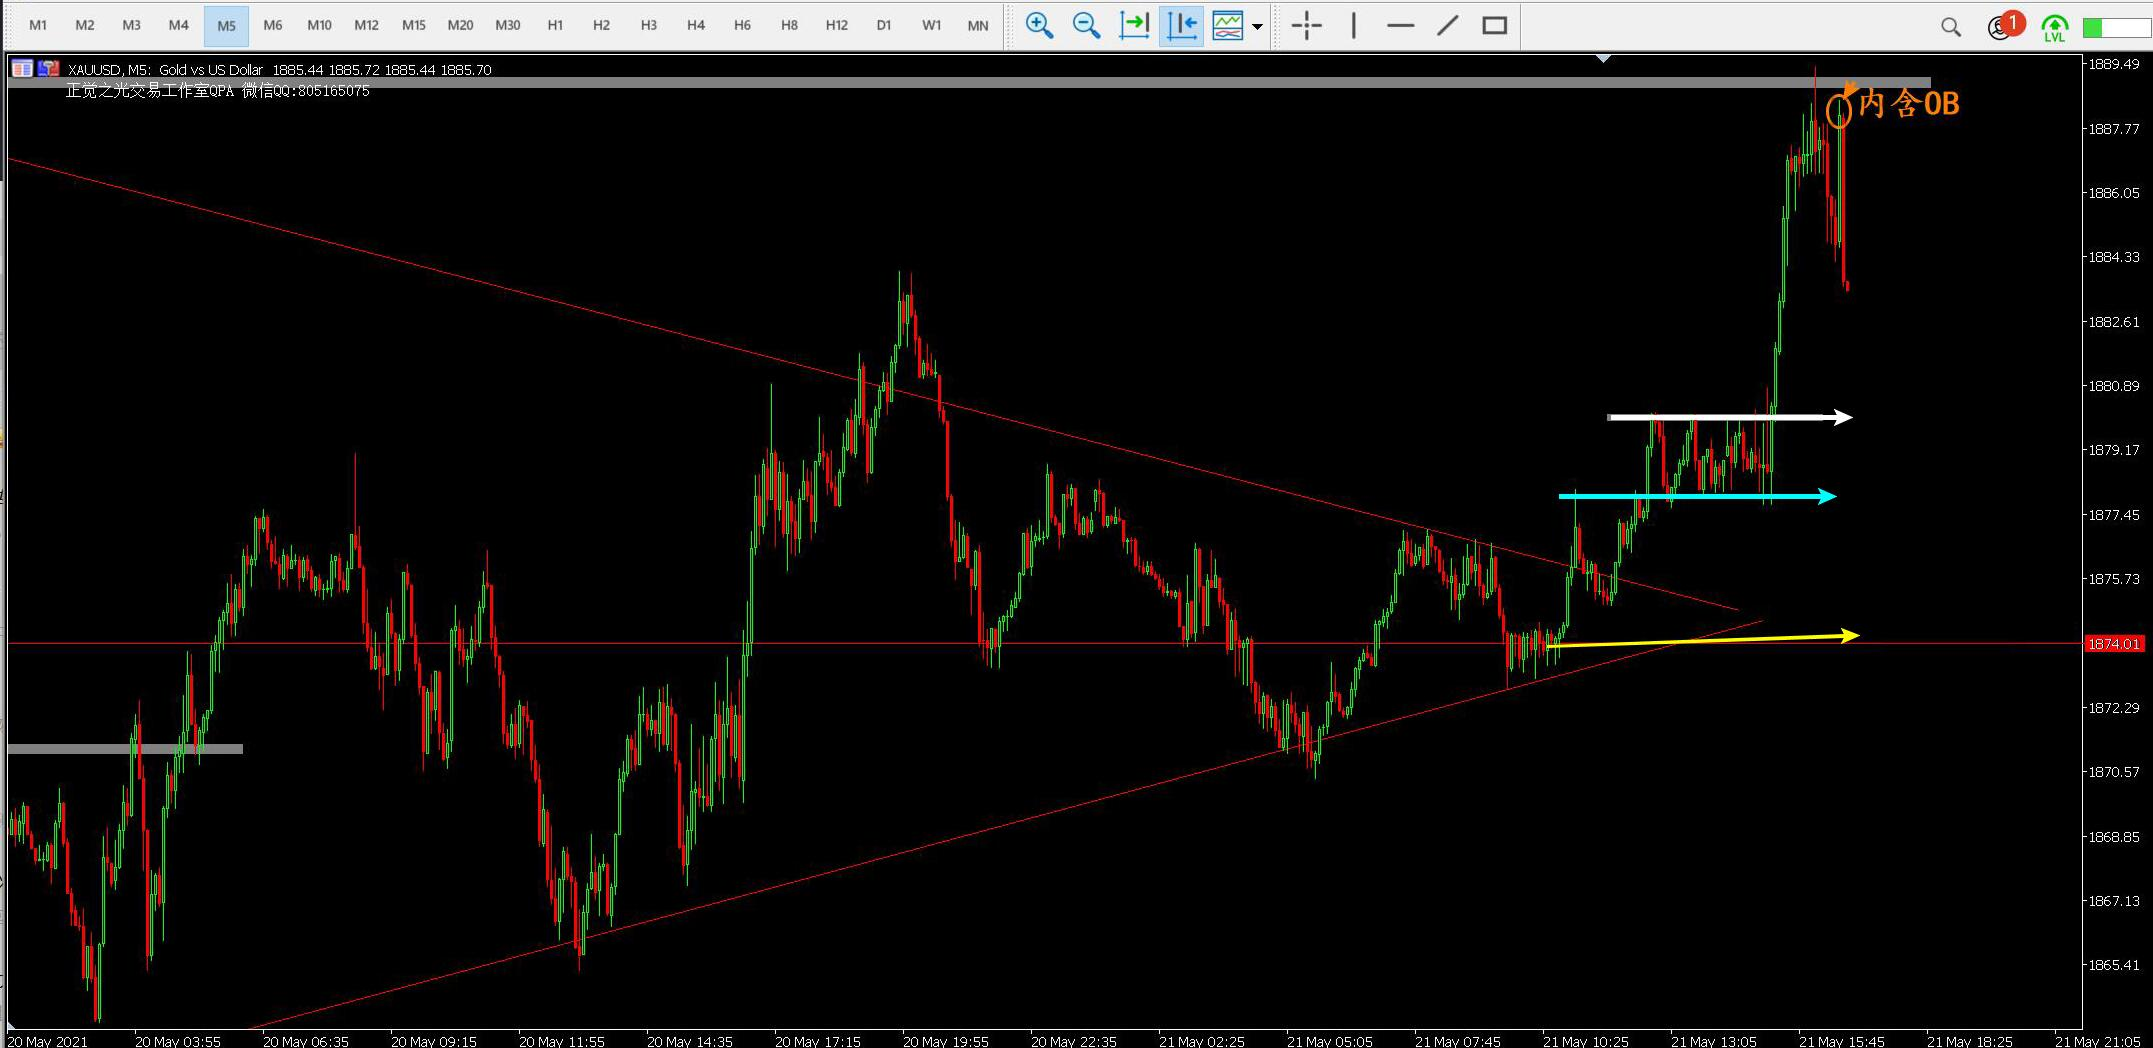 M1 M2 M3 M4 M5 M6 M10 M12 M15 M20 M30 H1 H2 H3 H4 H6 H8 H12 D1 W1 MN
1
LVL
XAUUSD, M5: Gold vs US Dollar 1885.44 1885.72 1885.44 1885.70
正觉之光交易工作室QPA 微信QQ:805165075
内含OB
1889.49
1887.77
1886.05
1884.33
1882.61
1880.89
1879.17
1877.45
1875.73
1874.01
1872.29
1870.57
1868.85
1867.13
1865.41
20 May 2021 20 May 03:55 20 May 06:35 20 May 09:15 20 May 11:55 20 May 14:35 20 May 17:15 20 May 19:55 20 May 22:35 21 May 02:25 21 May 05:05 21 May 07:45 21 May 10:25 21 May 13:05 21 May 15:45 21 May 18:25 21 May 21:05